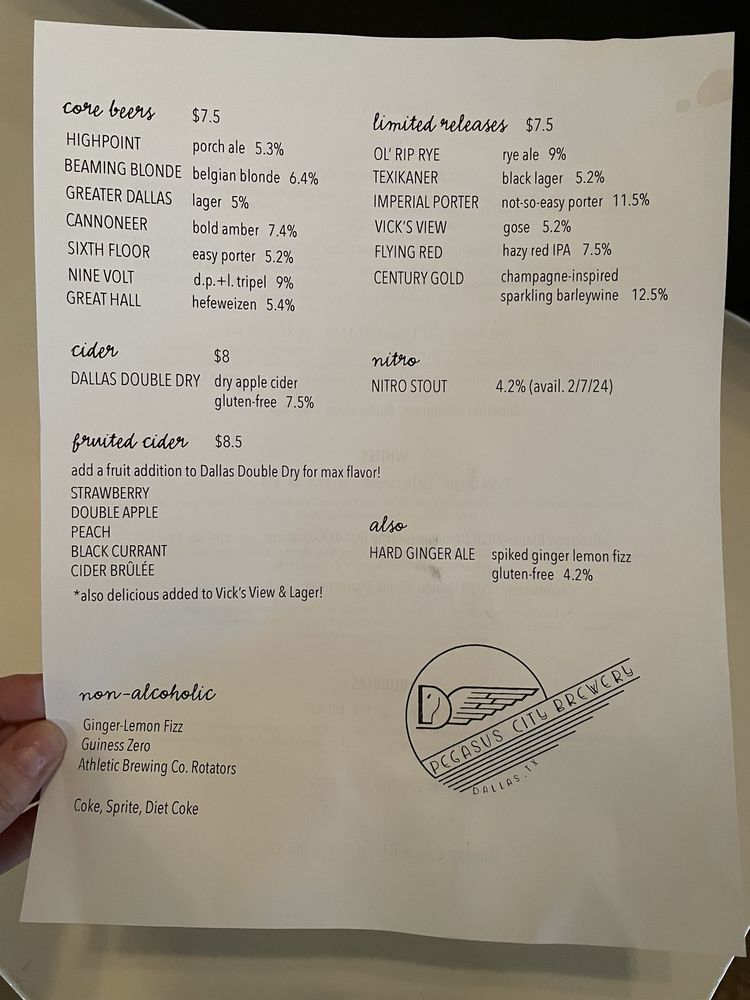 core beers $7.5
HIGHPOINT porch ale 5.3%
BEAMING BLONDE belgian blonde 6.4%
GREATER DALLAS lager 5%
CANNONEER bold amber 7.4%
SIXTH FLOOR easy porter 5.2%
NINE VOLT d.p.+l. tripel 9%
GREAT HALL hefeweizen 5.4%
limited releases $7.5
OL' RIP RYE rye ale 9%
TEXIKANER black lager 5.2%
IMPERIAL PORTER not-so-easy porter 11.5%
VICK'S VIEW gose 5.2%
FLYING RED hazy red IPA 7.5%
CENTURY GOLD champagne-inspired
sparkling barleywine 12.5%
cider $8
DALLAS DOUBLE DRY dry apple cider
gluten-free 7.5%
nitro
NITRO STOUT 4.2% (avail. 2/7/24)
fruited cider $8.5
add a fruit addition to Dallas Double Dry for max flavor!
STRAWBERRY
DOUBLE APPLE
PEACH
BLACK CURRANT
CIDER BRÛLÉE
*also delicious added to Vick's View & Lager!
also
HARD GINGER ALE spiked ginger lemon fizz
gluten-free 4.2%
non-alcoholic
Ginger-Lemon Fizz
Guiness Zero
Athletic Brewing Co. Rotators
Coke, Sprite, Diet Coke
PEGASUS CITY BREWERY
DALLAS, TX